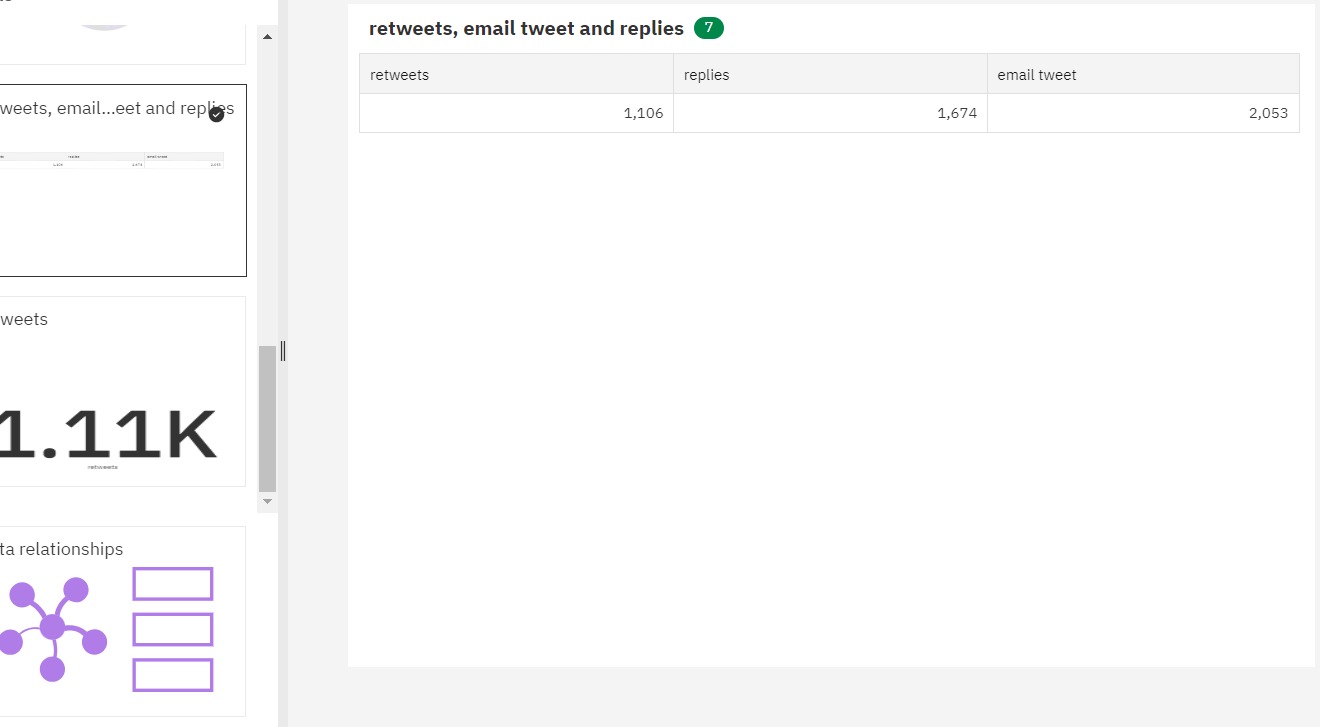 weets, email...eet and replies
retweets, email tweet and replies 7
retweets replies email tweet
1,106 1,674 2,053
weets
1.11K
retweets
ta relationships